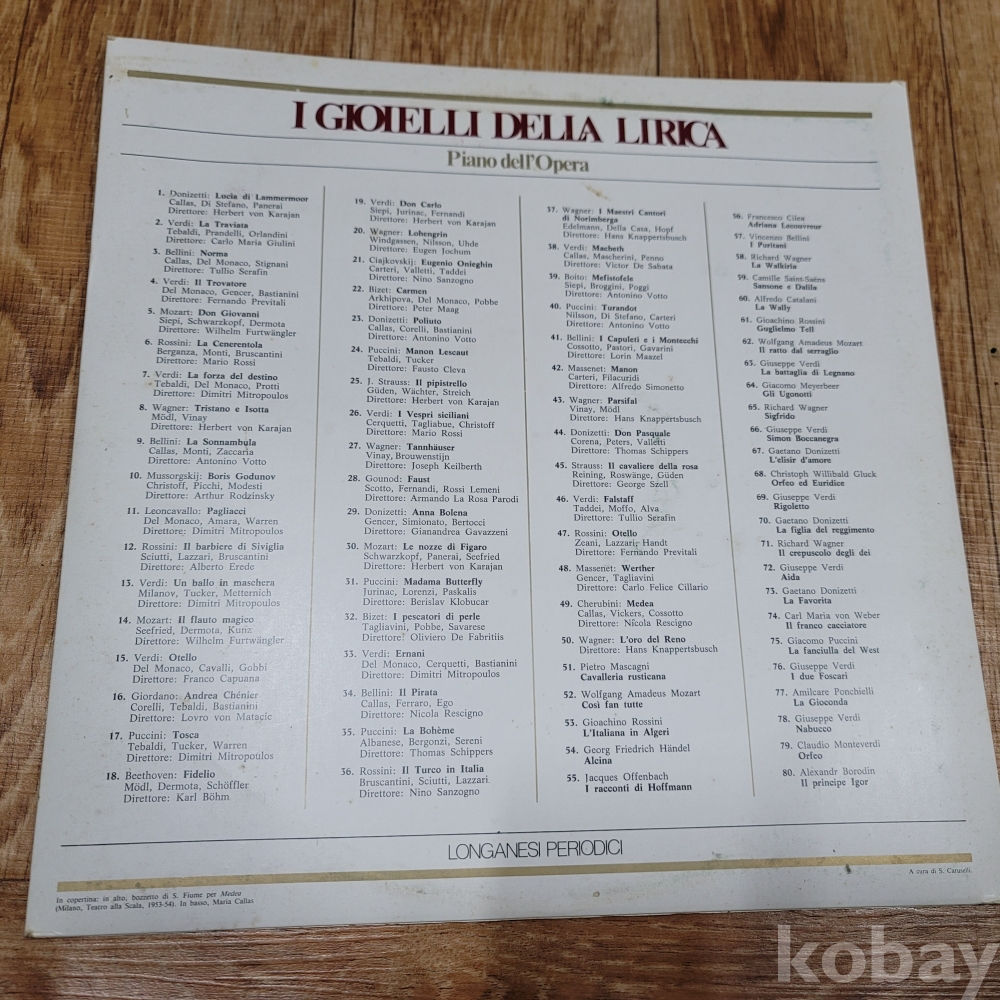 I GIOIELLI DELLA LIRICA
Piano dell'Opera
1. Donizetti: Lucia di Lammermoor
Callas, Di Stefano, Panerai
Direttore: Herbert von Karajan
2. Verdi: La Traviata
Tebaldi, Prandelli, Orlandini
Direttore: Carlo Maria Giulini
3. Bellini: Norma
Callas, Del Monaco, Stignani
Direttore: Tullio Serafin
4. Verdi: Il Trovatore
Del Monaco, Gencer, Bastianini
Direttore: Fernando Previtali
5. Mozart: Don Giovanni
Siepi, Schwarzkopf, Dermota
Direttore: Wilhelm Furtwängler
6. Rossini: La Cenerentola
Berganza, Monti, Bruscantini
Direttore: Mario Rossi
7. Verdi: La forza del destino
Tebaldi, Del Monaco, Protti
Direttore: Dimitri Mitropoulos
8. Wagner: Tristano e Isotta
Mödl, Vinay
Direttore: Herbert von Karajan
9. Bellini: La Sonnambula
Callas, Monti, Zaccaria
Direttore: Antonino Votto
10. Mussorgskij: Boris Godunov
Christoff, Picchi, Modesti
Direttore: Arthur Rodzinsky
11. Leoncavallo: Pagliacci
Del Monaco, Amara, Warren
Direttore: Dimitri Mitropoulos
12. Rossini: Il barbiere di Siviglia
Sciutti, Lazzari, Bruscantini
Direttore: Alberto Erede
13. Verdi: Un ballo in maschera
Milanov, Tucker, Metternich
Direttore: Dimitri Mitropoulos
14. Mozart: Il flauto magico
Seefried, Dermota, Kunz
Direttore: Wilhelm Furtwängler
15. Verdi: Otello
Del Monaco, Cavalli, Gobbi
Direttore: Franco Capuana
16. Giordano: Andrea Chénier
Corelli, Tebaldi, Bastianini
Direttore: Lovro von Matacic
17. Puccini: Tosca
Tebaldi, Tucker, Warren
Direttore: Dimitri Mitropoulos
18. Beethoven: Fidelio
Mödl, Dermota, Schöffler
Direttore: Karl Böhm
19. Verdi: Don Carlo
Siepi, Jurinac, Fernandi
Direttore: Herbert von Karajan
20. Wagner: Lohengrin
Windgassen, Nilsson, Uhde
Direttore: Eugen Jochum
21. Ciajkovskij: Eugenio Onieghin
Carteri, Valletti, Taddei
Direttore: Nino Sanzogno
22. Bizet: Carmen
Arkhipova, Del Monaco, Pobbe
Direttore: Peter Maag
23. Donizetti: Poliuto
Callas, Corelli, Bastianini
Direttore: Antonino Votto
24. Puccini: Manon Lescaut
Tebaldi, Tucker
Direttore: Fausto Cleva
25. J. Strauss: Il pipistrello
Güden, Wächter, Streich
Direttore: Herbert von Karajan
26. Verdi: I Vespri siciliani
Cerquetti, Tagliabue, Christoff
Direttore: Mario Rossi
27. Wagner: Tannhäuser
Vinay, Brouwenstijn
Direttore: Joseph Keilberth
28. Gounod: Faust
Scotto, Fernandi, Rossi Lemeni
Direttore: Armando La Rosa Parodi
29. Donizetti: Anna Bolena
Gencer, Simionato, Bertocci
Direttore: Gianandrea Gavazzeni
30. Mozart: Le nozze di Figaro
Schwarzkopf, Panerai, Seefried
Direttore: Herbert von Karajan
31. Puccini: Madama Butterfly
Jurinac, Lorenzi, Paskalis
Direttore: Berislav Klobucar
32. Bizet: I pescatori di perle
Tagliavini, Pobbe, Savarese
Direttore: Oliviero De Fabritiis
33. Verdi: Ernani
Del Monaco, Cerquetti, Bastianini
Direttore: Dimitri Mitropoulos
34. Bellini: Il Pirata
Callas, Ferraro, Ego
Direttore: Nicola Rescigno
35. Puccini: La Bohème
Albanese, Bergonzi, Sereni
Direttore: Thomas Schippers
36. Rossini: Il Turco in Italia
Bruscantini, Sciutti, Lazzari
Direttore: Nino Sanzogno
37. Wagner: I Maestri Cantori
di Norimberga
Edelmann, Della Casa, Hopf
Direttore: Hans Knappertsbusch
38. Verdi: Macbeth
Callas, Mascherini, Penno
Direttore: Victor De Sabata
39. Boito: Mefistofele
Siepi, Broggini, Poggi
Direttore: Antonino Votto
40. Puccini: Turandot
Nilsson, Di Stefano, Carteri
Direttore: Antonino Votto
41. Bellini: I Capuleti e i Montecchi
Cossotto, Pastori, Gavarini
Direttore: Lorin Maazel
42. Massenet: Manon
Carteri, Filacuridi
Direttore: Alfredo Simonetto
43. Wagner: Parsifal
Vinay, Mödl
Direttore: Hans Knappertsbusch
44. Donizetti: Don Pasquale
Corena, Peters, Valletti
Direttore: Thomas Schippers
45. Strauss: Il cavaliere della rosa
Reining, Roswänge, Güden
Direttore: George Szell
46. Verdi: Falstaff
Taddei, Moffo, Alva
Direttore: Tullio Serafin
47. Rossini: Otello
Zeani, Lazzari, Handt
Direttore: Fernando Previtali
48. Massenet: Werther
Gencer, Tagliavini
Direttore: Carlo Felice Cillario
49. Cherubini: Medea
Callas, Vickers, Cossotto
Direttore: Nicola Rescigno
50. Wagner: L'oro del Reno
Direttore: Hans Knappertsbusch
51. Pietro Mascagni
Cavalleria rusticana
52. Wolfgang Amadeus Mozart
Così fan tutte
53. Gioachino Rossini
L'Italiana in Algeri
54. Georg Friedrich Händel
Alcina
55. Jacques Offenbach
I racconti di Hoffmann
56. Francesco Cilea
Adriana Lecouvreur
57. Vincenzo Bellini
I Puritani
58. Richard Wagner
La Walkiria
59. Camille Saint-Saëns
Sansone e Dalila
60. Alfredo Catalani
La Wally
61. Gioachino Rossini
Guglielmo Tell
62. Wolfgang Amadeus Mozart
Il ratto dal serraglio
63. Giuseppe Verdi
La battaglia di Legnano
64. Giacomo Meyerbeer
Gli Ugonotti
65. Richard Wagner
Sigfrido
66. Giuseppe Verdi
Simon Boccanegra
67. Gaetano Donizetti
L'elisir d'amore
68. Christoph Willibald Gluck
Orfeo ed Euridice
69. Giuseppe Verdi
Rigoletto
70. Gaetano Donizetti
La figlia del reggimento
71. Richard Wagner
Il crepuscolo degli dei
72. Giuseppe Verdi
Aida
73. Gaetano Donizetti
La Favorita
74. Carl Maria von Weber
Il franco cacciatore
75. Giacomo Puccini
La fanciulla del West
76. Giuseppe Verdi
I due Foscari
77. Amilcare Ponchielli
La Gioconda
78. Giuseppe Verdi
Nabucco
79. Claudio Monteverdi
Orfeo
80. Alexandr Borodin
Il principe Igor
LONGANESI PERIODICI
In copertina: in alto, bozzetto di S. Fiume per Medea
(Milano, Teatro alla Scala, 1953-54). In basso, Maria Callas
A cura di S. Caruselli.
kobay